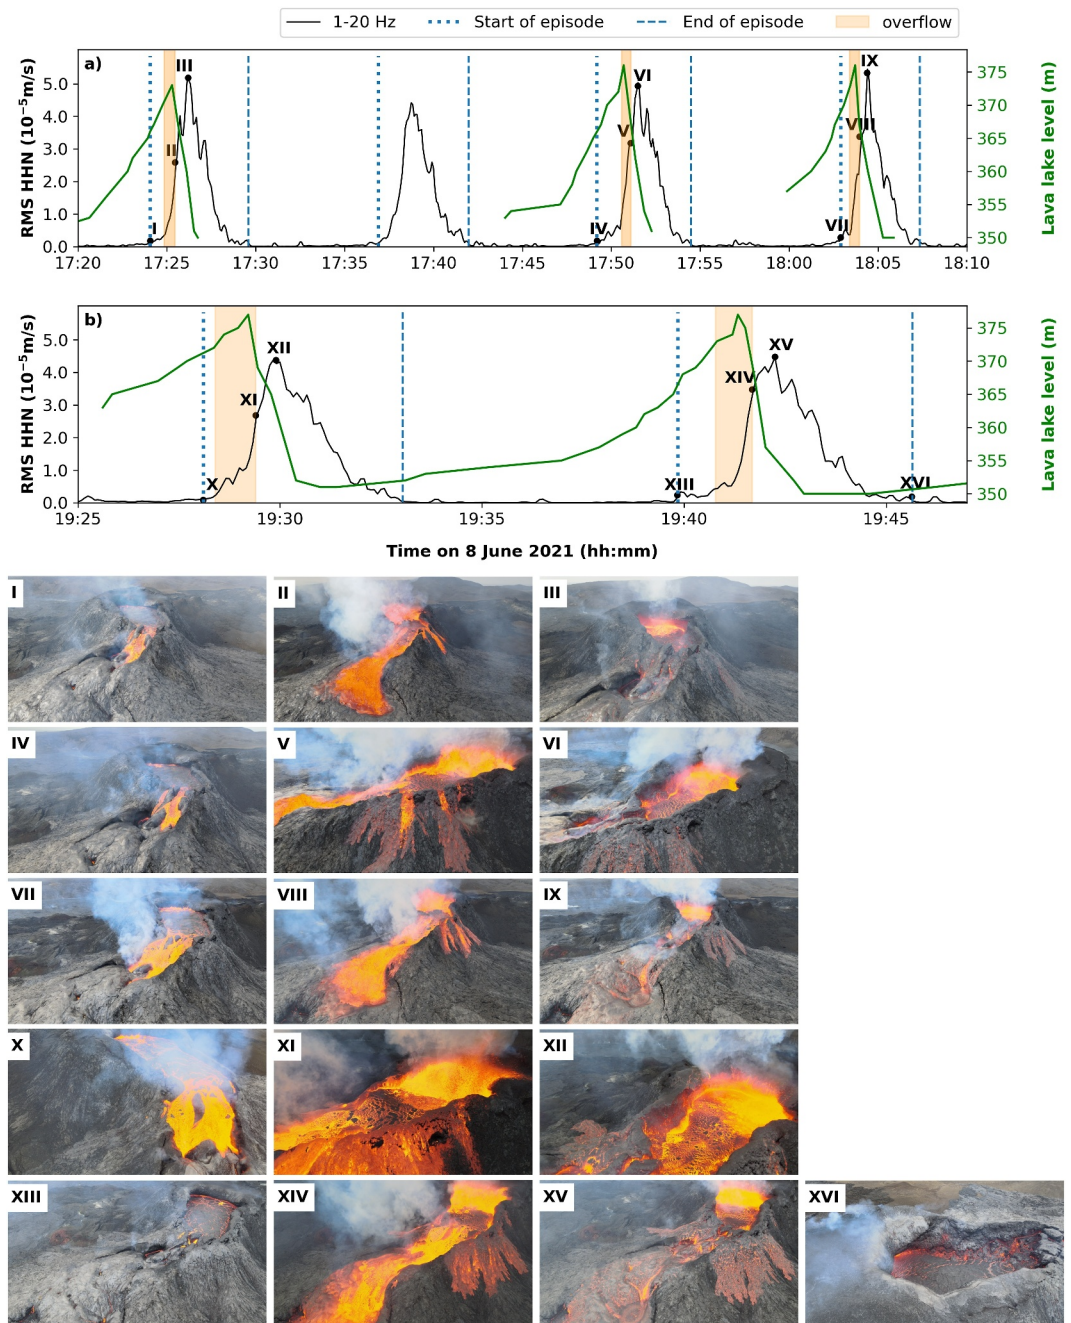 1-20 Hz Start of episode End of episode overflow
a)
RMS HHN (10⁻⁵m/s)
5.0
4.0
3.0
2.0
1.0
0.0
I II III IV V VI VII VIII IX
375
370
365
360
355
350
Lava lake level (m)
17:20 17:25 17:30 17:35 17:40 17:45 17:50 17:55 18:00 18:05 18:10
b)
RMS HHN (10⁻⁵m/s)
5.0
4.0
3.0
2.0
1.0
0.0
X XI XII XIII XIV XV XVI
375
370
365
360
355
350
Lava lake level (m)
19:25 19:30 19:35 19:40 19:45
Time on 8 June 2021 (hh:mm)
I II III
IV V VI
VII VIII IX
X XI XII
XIII XIV XV XVI